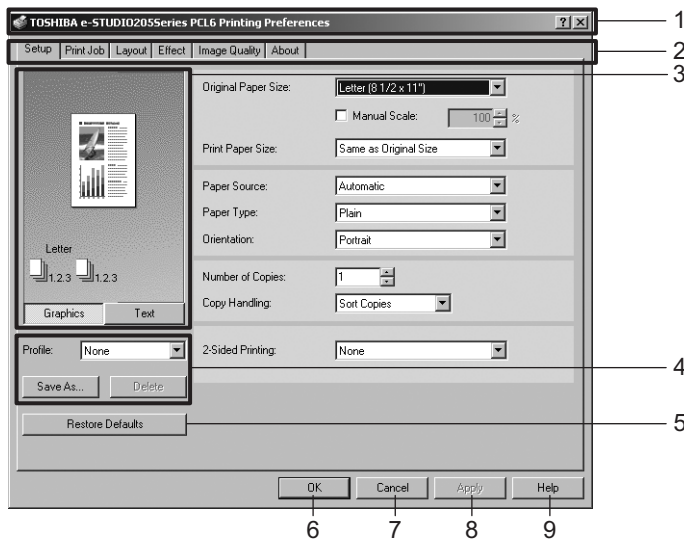 TOSHIBA e-STUDIO205Series PCL6 Printing Preferences ? X
1
Setup Print Job Layout Effect Image Quality About
2
3
Original Paper Size: Letter (8 1/2 x 11")
Manual Scale: 100 %
Print Paper Size: Same as Original Size
Paper Source: Automatic
Paper Type: Plain
Orientation: Portrait
Letter
1.2.3 1.2.3
Number of Copies: 1
Copy Handling: Sort Copies
Graphics Text
Profile: None
2-Sided Printing: None
4
Save As... Delete
Restore Defaults
5
OK Cancel Apply Help
6 7 8 9